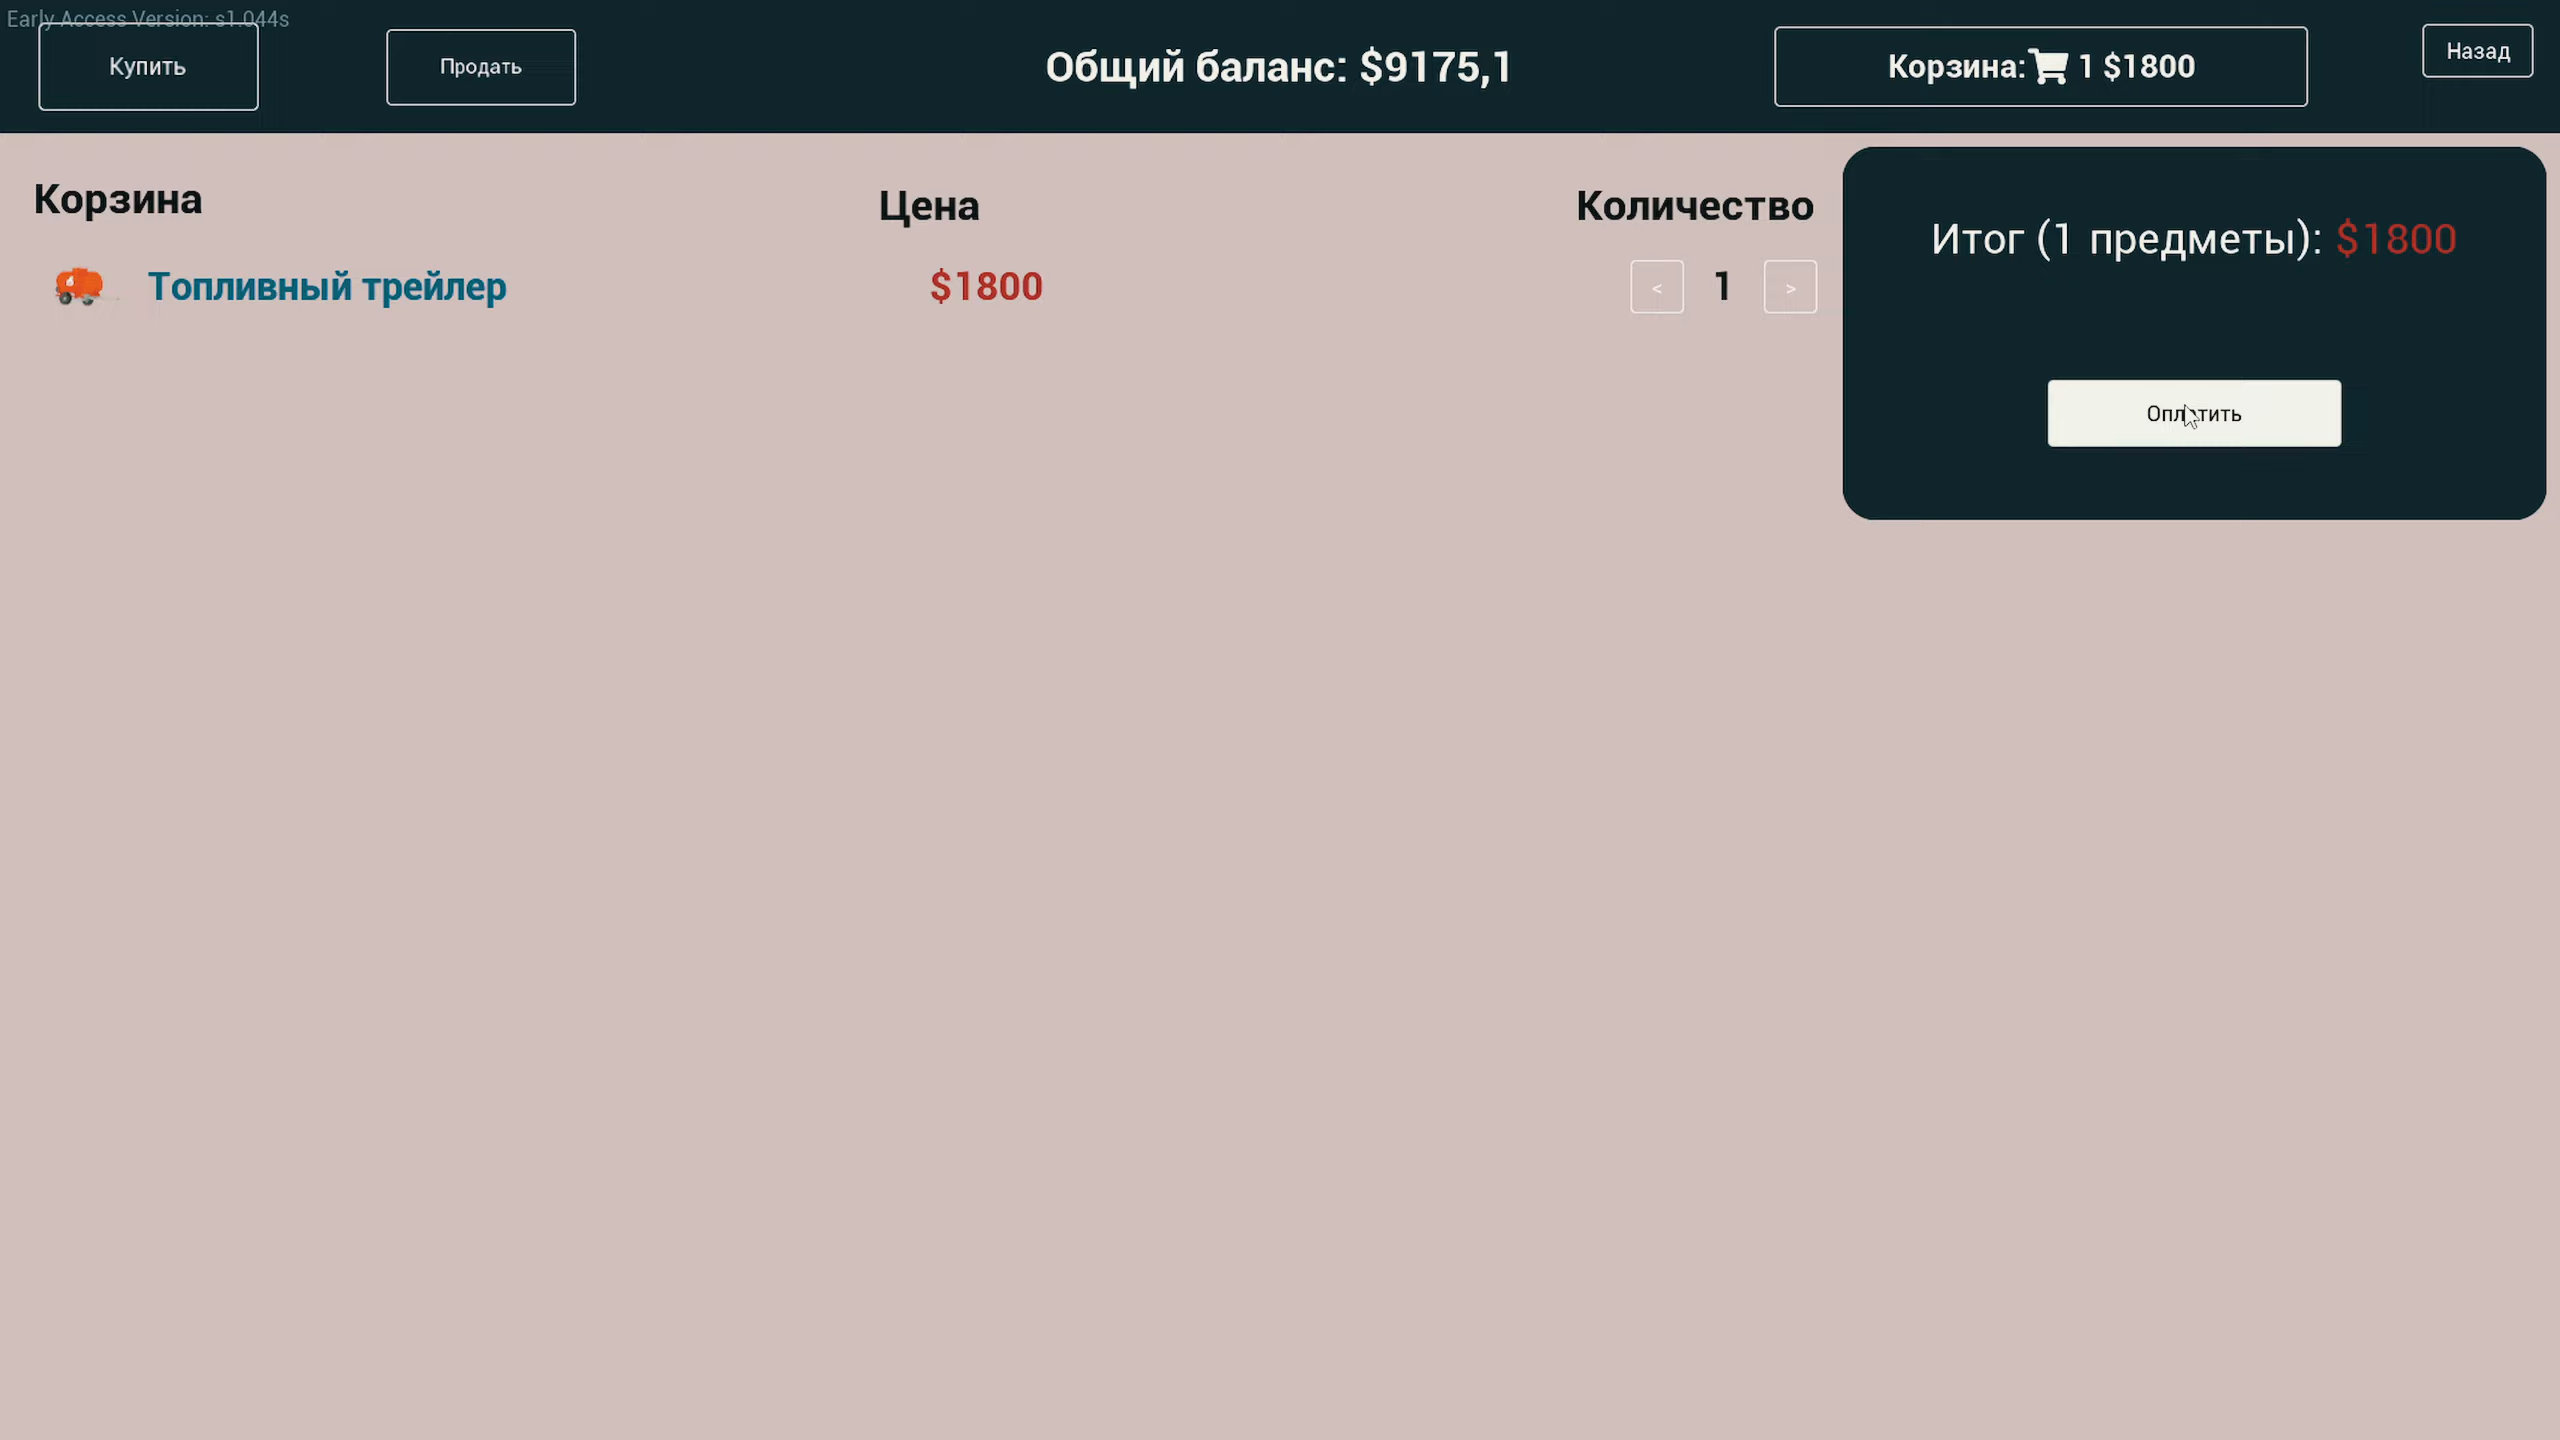 Early Access Version: s1.044s
Купить
Продать
Общий баланс: $9175,1
Корзина: 1 $1800
Назад
Корзина
Цена
Количество
Топливный трейлер
$1800
< 1 >
Итог (1 предметы): $1800
Оплатить